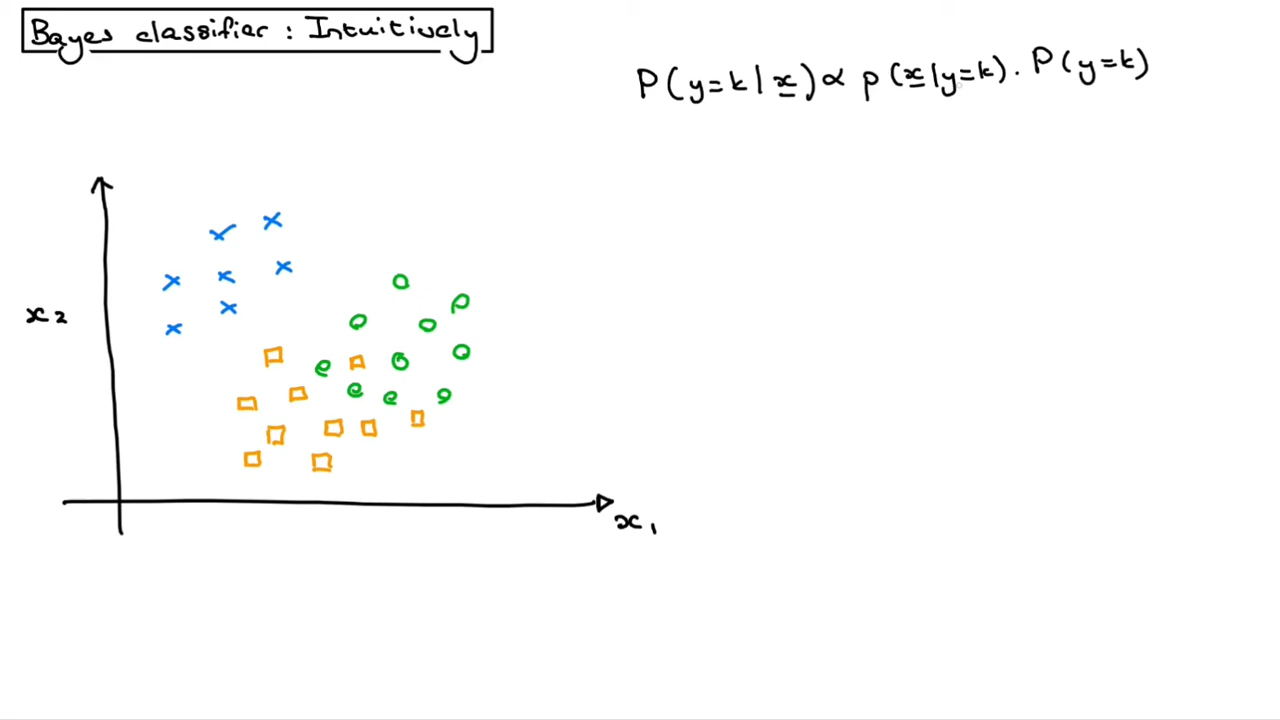 Bayes classifier : Intuitively
P(y=k|x) ∝ p(x|y=k) . P(y=k)
x2
x1